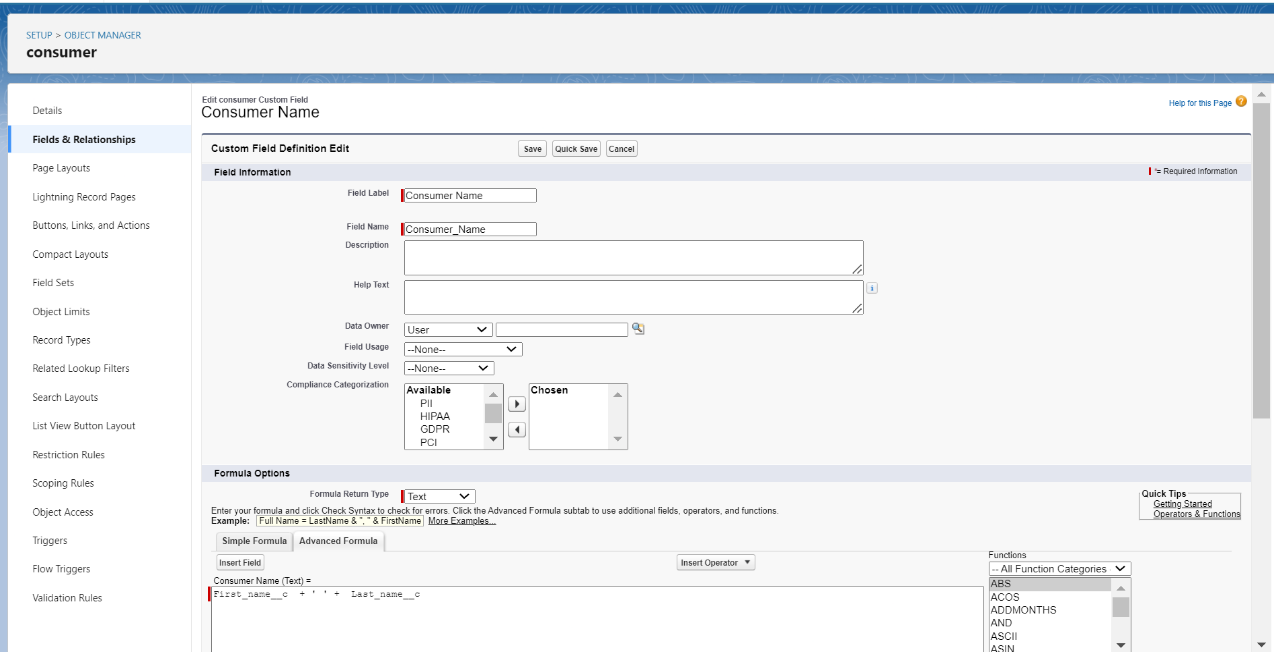 SETUP > OBJECT MANAGER
consumer
Details
Fields & Relationships
Page Layouts
Lightning Record Pages
Buttons, Links, and Actions
Compact Layouts
Field Sets
Object Limits
Record Types
Related Lookup Filters
Search Layouts
List View Button Layout
Restriction Rules
Scoping Rules
Object Access
Triggers
Flow Triggers
Validation Rules
Edit consumer Custom Field
Consumer Name
Help for this Page ?
Custom Field Definition Edit Save Quick Save Cancel
Field Information = Required Information
Field Label Consumer Name
Field Name Consumer_Name
Description
Help Text i
Data Owner User
Field Usage --None--
Data Sensitivity Level --None--
Compliance Categorization Available Chosen
PII
HIPAA
GDPR
PCI
Formula Options
Formula Return Type Text
Quick Tips
Getting Started
Operators & Functions
Enter your formula and click Check Syntax to check for errors. Click the Advanced Formula subtab to use additional fields, operators, and functions.
Example: Full Name = LastName & ", " & FirstName More Examples...
Simple Formula Advanced Formula
Insert Field Insert Operator
Functions
-- All Function Categories
Consumer Name (Text) =
First_name__c + ' ' + Last_name__c
ABS
ACOS
ADDMONTHS
AND
ASCII
ASIN